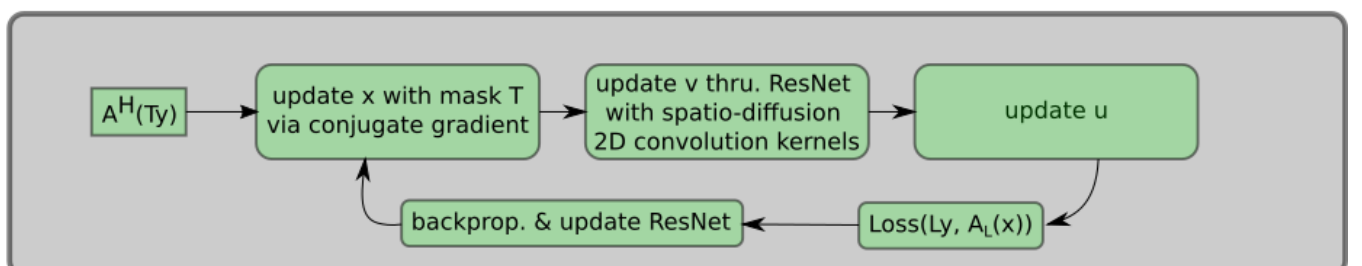 A^H(Ty)
update x with mask T
via conjugate gradient
update v thru. ResNet
with spatio-diffusion
2D convolution kernels
update u
backprop. & update ResNet
Loss(Ly, A_L(x))